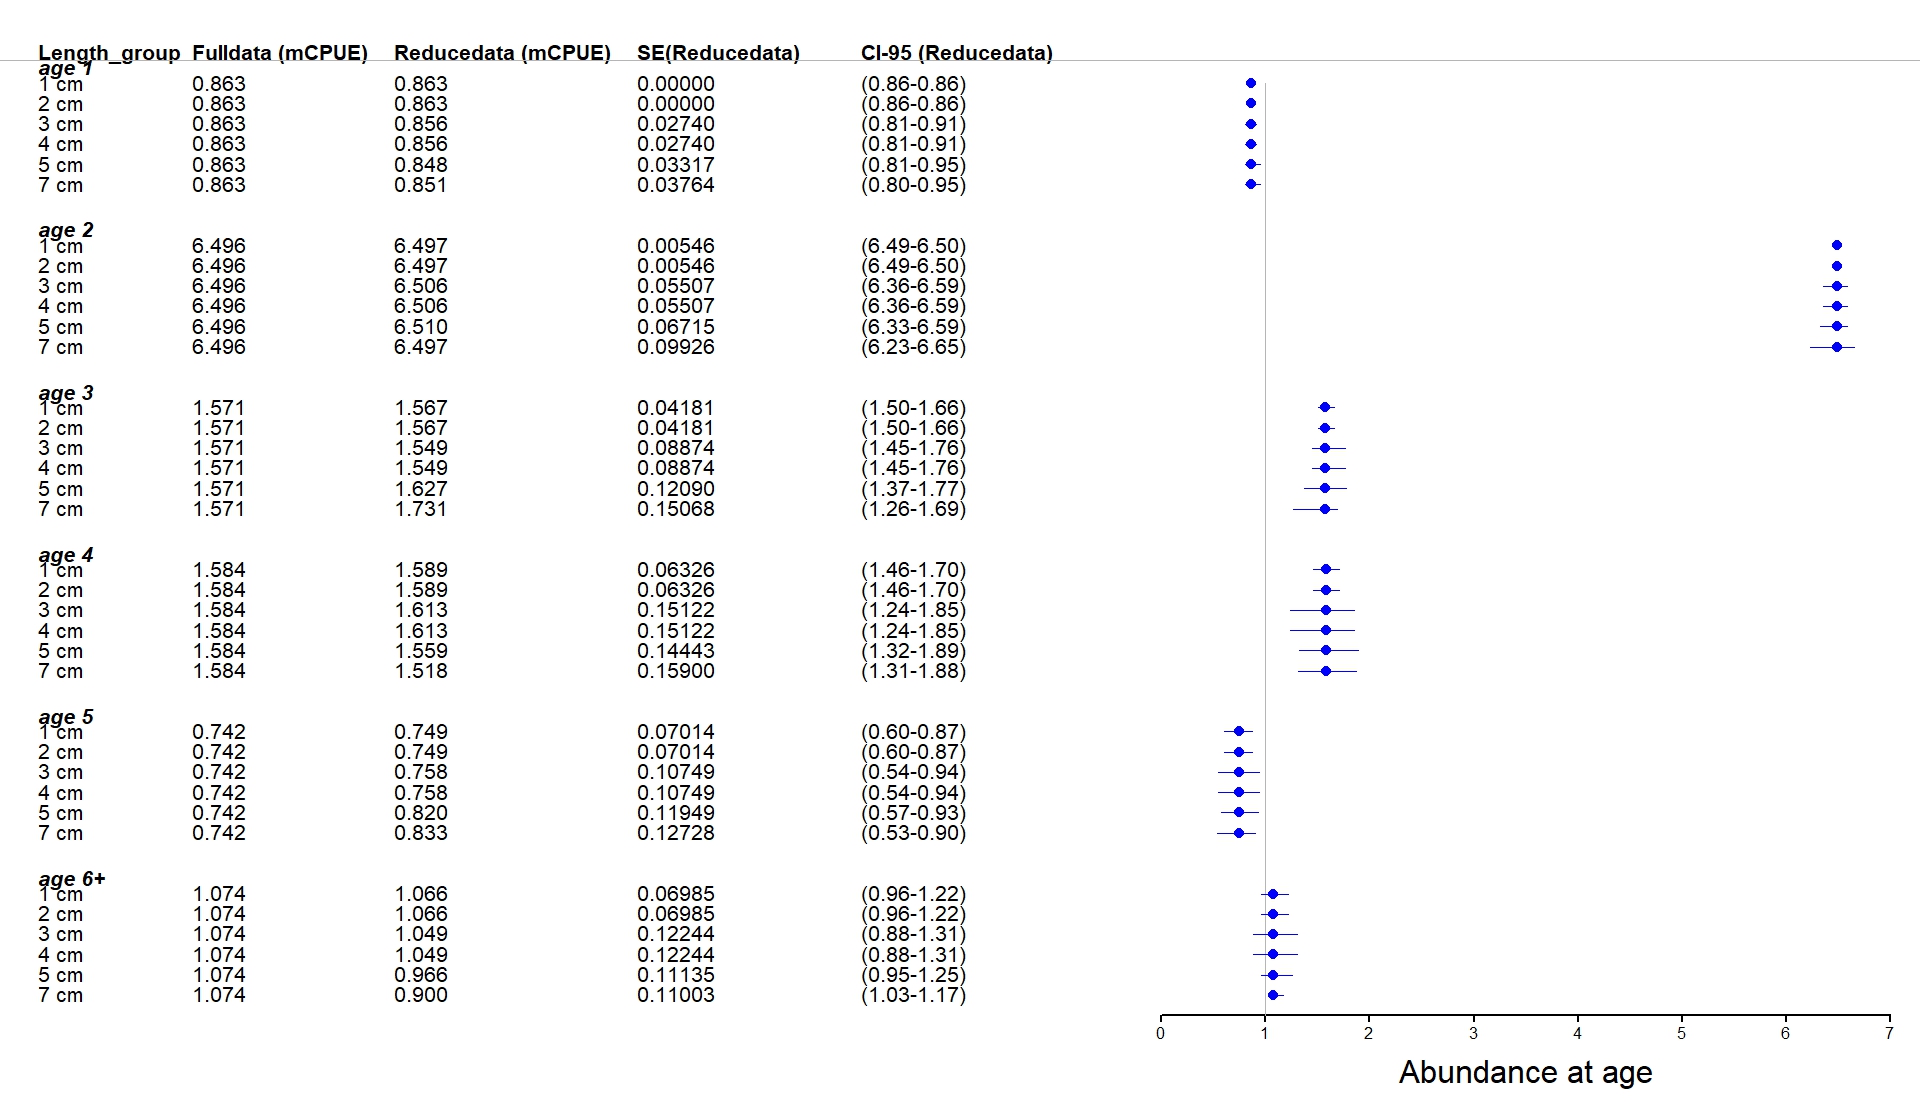 Length_group Fulldata (mCPUE) Reducedata (mCPUE) SE(Reducedata) CI-95 (Reducedata)
age 1
1 cm 0.863 0.863 0.00000 (0.86-0.86)
2 cm 0.863 0.863 0.00000 (0.86-0.86)
3 cm 0.863 0.856 0.02740 (0.81-0.91)
4 cm 0.863 0.856 0.02740 (0.81-0.91)
5 cm 0.863 0.848 0.03317 (0.81-0.95)
7 cm 0.863 0.851 0.03764 (0.80-0.95)
age 2
1 cm 6.496 6.497 0.00546 (6.49-6.50)
2 cm 6.496 6.497 0.00546 (6.49-6.50)
3 cm 6.496 6.506 0.05507 (6.36-6.59)
4 cm 6.496 6.506 0.05507 (6.36-6.59)
5 cm 6.496 6.510 0.06715 (6.33-6.59)
7 cm 6.496 6.497 0.09926 (6.23-6.65)
age 3
1 cm 1.571 1.567 0.04181 (1.50-1.66)
2 cm 1.571 1.567 0.04181 (1.50-1.66)
3 cm 1.571 1.549 0.08874 (1.45-1.76)
4 cm 1.571 1.549 0.08874 (1.45-1.76)
5 cm 1.571 1.627 0.12090 (1.37-1.77)
7 cm 1.571 1.731 0.15068 (1.26-1.69)
age 4
1 cm 1.584 1.589 0.06326 (1.46-1.70)
2 cm 1.584 1.589 0.06326 (1.46-1.70)
3 cm 1.584 1.613 0.15122 (1.24-1.85)
4 cm 1.584 1.613 0.15122 (1.24-1.85)
5 cm 1.584 1.559 0.14443 (1.32-1.89)
7 cm 1.584 1.518 0.15900 (1.31-1.88)
age 5
1 cm 0.742 0.749 0.07014 (0.60-0.87)
2 cm 0.742 0.749 0.07014 (0.60-0.87)
3 cm 0.742 0.758 0.10749 (0.54-0.94)
4 cm 0.742 0.758 0.10749 (0.54-0.94)
5 cm 0.742 0.820 0.11949 (0.57-0.93)
7 cm 0.742 0.833 0.12728 (0.53-0.90)
age 6+
1 cm 1.074 1.066 0.06985 (0.96-1.22)
2 cm 1.074 1.066 0.06985 (0.96-1.22)
3 cm 1.074 1.049 0.12244 (0.88-1.31)
4 cm 1.074 1.049 0.12244 (0.88-1.31)
5 cm 1.074 0.966 0.11135 (0.95-1.25)
7 cm 1.074 0.900 0.11003 (1.03-1.17)
0 1 2 3 4 5 6 7
Abundance at age